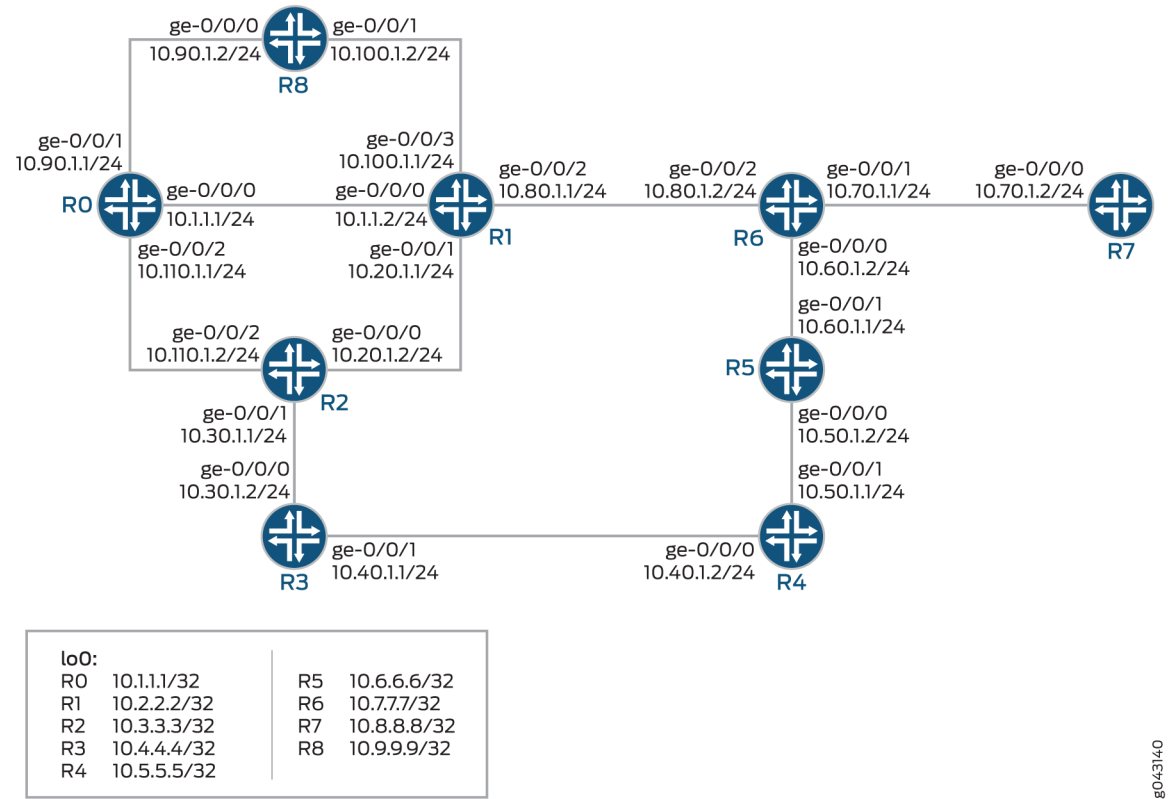 ge-0/0/0
10.90.1.2/24
ge-0/0/1
10.100.1.2/24
R8
ge-0/0/1
10.90.1.1/24
ge-0/0/3
10.100.1.1/24
R0
ge-0/0/0
10.1.1.1/24
ge-0/0/0
10.1.1.2/24
ge-0/0/2
10.80.1.1/24
R1
ge-0/0/2
10.80.1.2/24
ge-0/0/1
10.70.1.1/24
R6
ge-0/0/0
10.70.1.2/24
R7
ge-0/0/2
10.110.1.1/24
ge-0/0/1
10.20.1.1/24
ge-0/0/0
10.60.1.2/24
ge-0/0/1
10.60.1.1/24
ge-0/0/2
10.110.1.2/24
ge-0/0/0
10.20.1.2/24
R2
R5
ge-0/0/1
10.30.1.1/24
ge-0/0/0
10.50.1.2/24
ge-0/0/0
10.30.1.2/24
ge-0/0/1
10.50.1.1/24
R3
ge-0/0/1
10.40.1.1/24
ge-0/0/0
10.40.1.2/24
R4
lo0:
R0 10.1.1.1/32
R1 10.2.2.2/32
R2 10.3.3.3/32
R3 10.4.4.4/32
R4 10.5.5.5/32
R5 10.6.6.6/32
R6 10.7.7.7/32
R7 10.8.8.8/32
R8 10.9.9.9/32
g043140